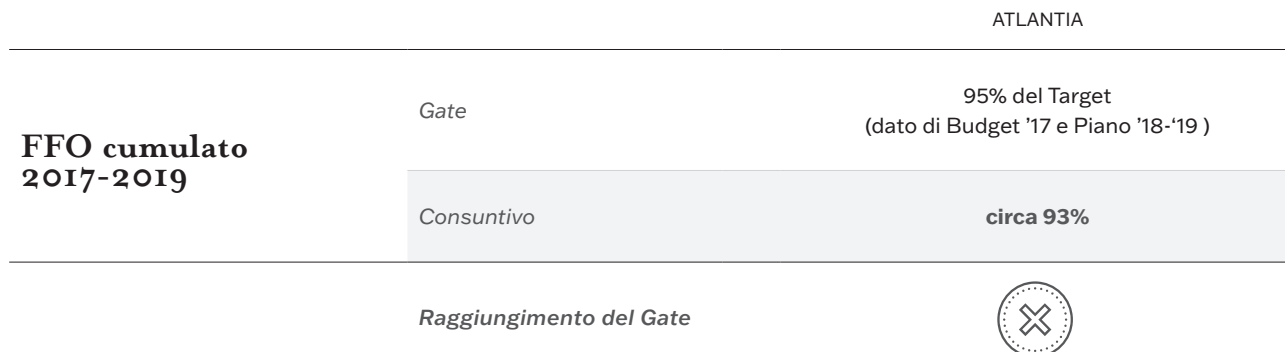 ATLANTIA
FFO cumulato
2017-2019
Gate
95% del Target
(dato di Budget ’17 e Piano ’18-‘19 )
Consuntivo
circa 93%
Raggiungimento del Gate